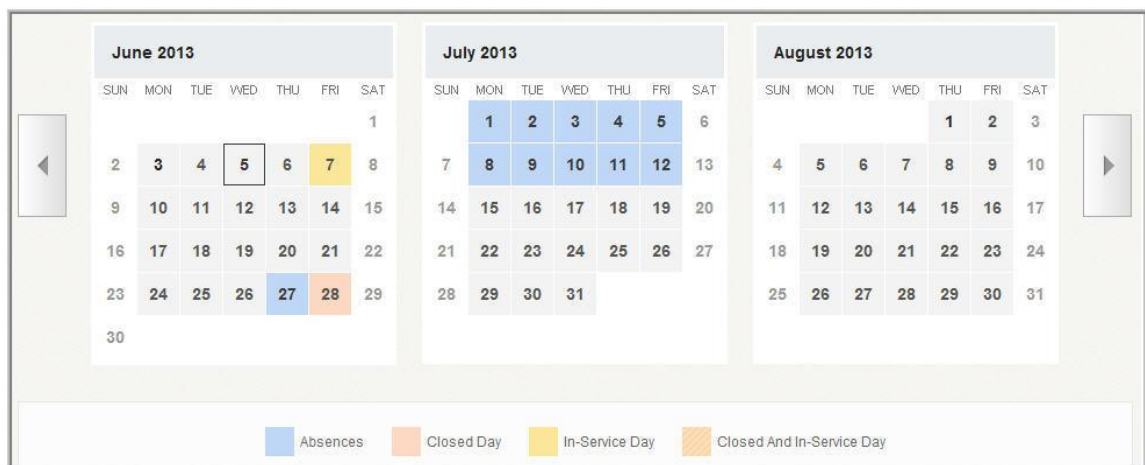 June 2013
SUN MON TUE WED THU FRI SAT
1
2 3 4 5 6 7 8
9 10 11 12 13 14 15
16 17 18 19 20 21 22
23 24 25 26 27 28 29
30
July 2013
SUN MON TUE WED THU FRI SAT
1 2 3 4 5 6
7 8 9 10 11 12 13
14 15 16 17 18 19 20
21 22 23 24 25 26 27
28 29 30 31
August 2013
SUN MON TUE WED THU FRI SAT
1 2 3
4 5 6 7 8 9 10
11 12 13 14 15 16 17
18 19 20 21 22 23 24
25 26 27 28 29 30 31
Absences Closed Day In-Service Day Closed And In-Service Day